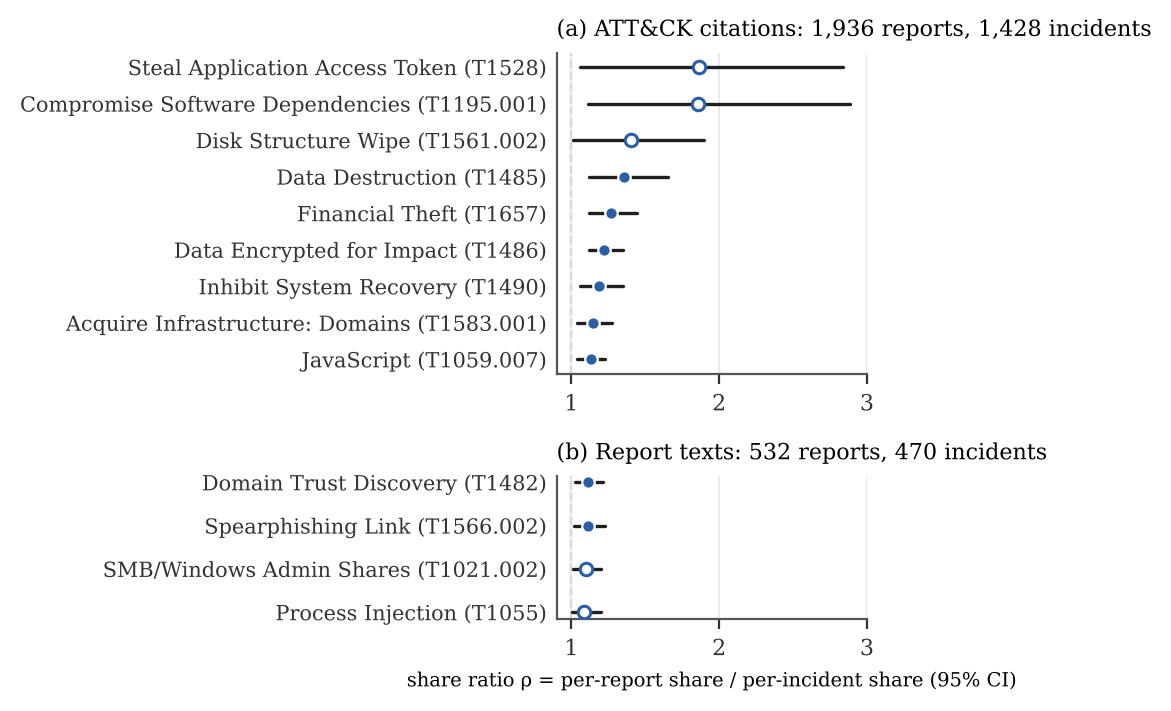 (a) ATT&CK citations: 1,936 reports, 1,428 incidents
Steal Application Access Token (T1528)
Compromise Software Dependencies (T1195.001)
Disk Structure Wipe (T1561.002)
Data Destruction (T1485)
Financial Theft (T1657)
Data Encrypted for Impact (T1486)
Inhibit System Recovery (T1490)
Acquire Infrastructure: Domains (T1583.001)
JavaScript (T1059.007)
1 2 3
(b) Report texts: 532 reports, 470 incidents
Domain Trust Discovery (T1482)
Spearphishing Link (T1566.002)
SMB/Windows Admin Shares (T1021.002)
Process Injection (T1055)
1 2 3
share ratio ρ = per-report share / per-incident share (95% CI)